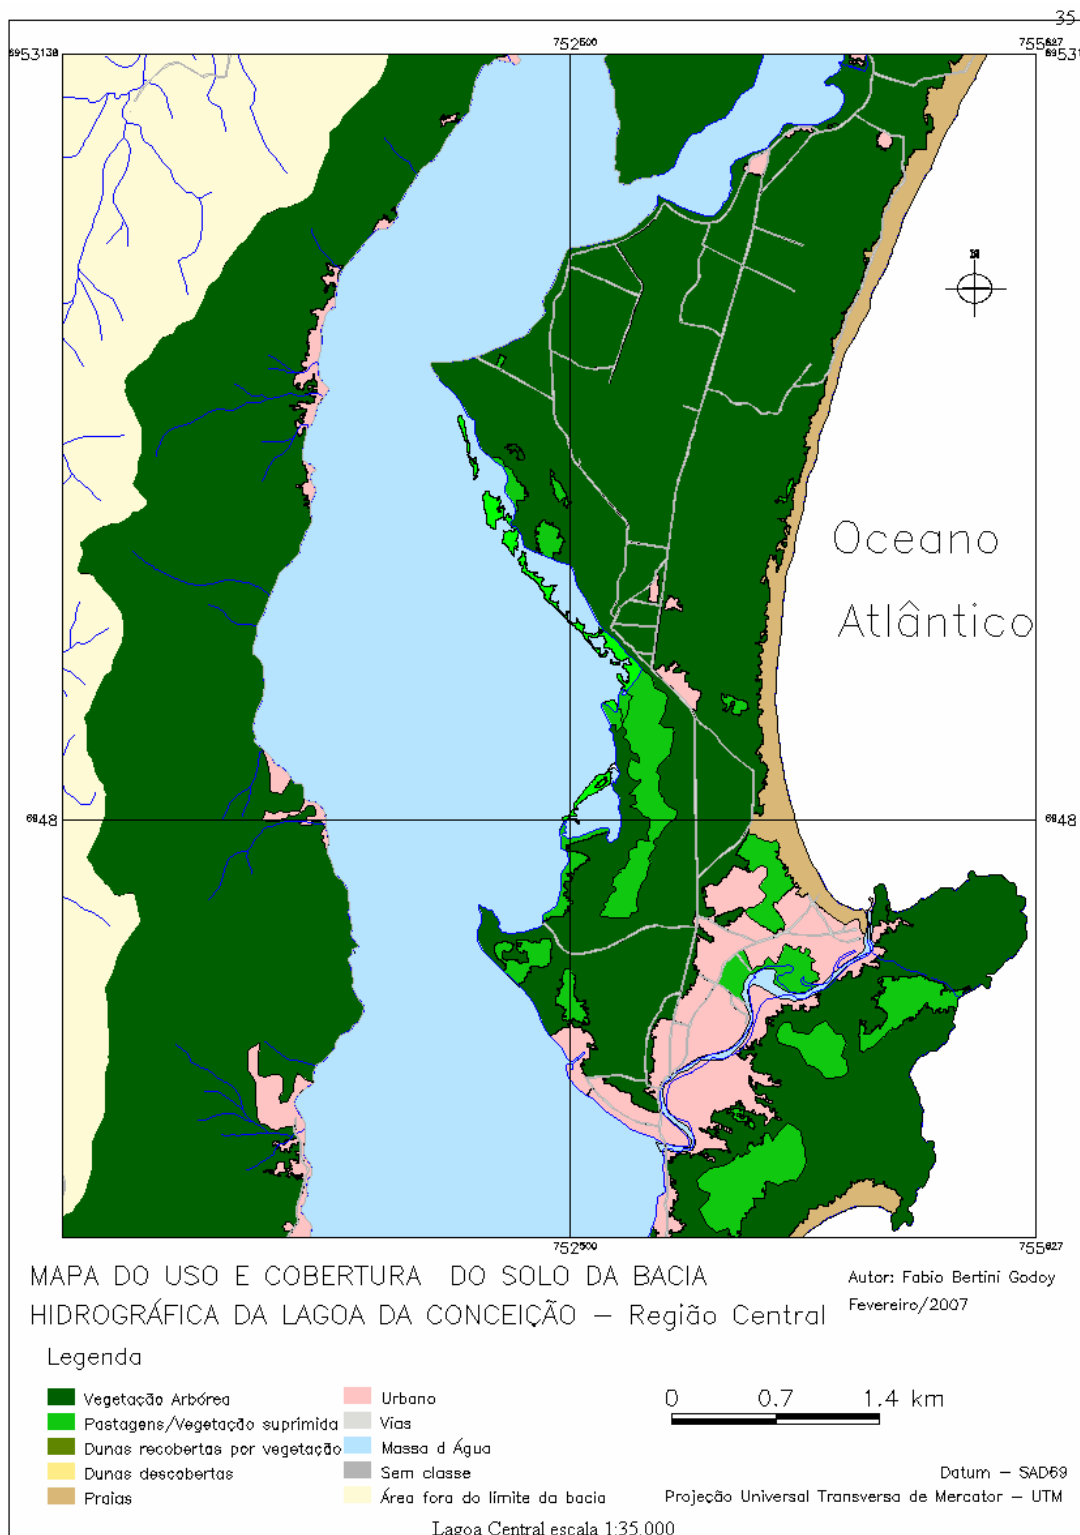 35
752500
755627
6953138
69531
N
Oceano
Atlântico
6948
6948
752500
755627
MAPA DO USO E COBERTURA DO SOLO DA BACIA
HIDROGRÁFICA DA LAGOA DA CONCEIÇÃO – Região Central
Autor: Fabio Bertini Godoy
Fevereiro/2007
Legenda
Vegetação Arbórea
Pastagens/Vegetação suprimida
Dunas recobertas por vegetação
Dunas descobertas
Praias
Urbano
Vias
Massa d Água
Sem classe
Área fora do limite da bacia
0 0.7 1.4 km
Datum – SAD69
Projeção Universal Transversa de Mercator – UTM
Lagoa Central escala 1:35.000